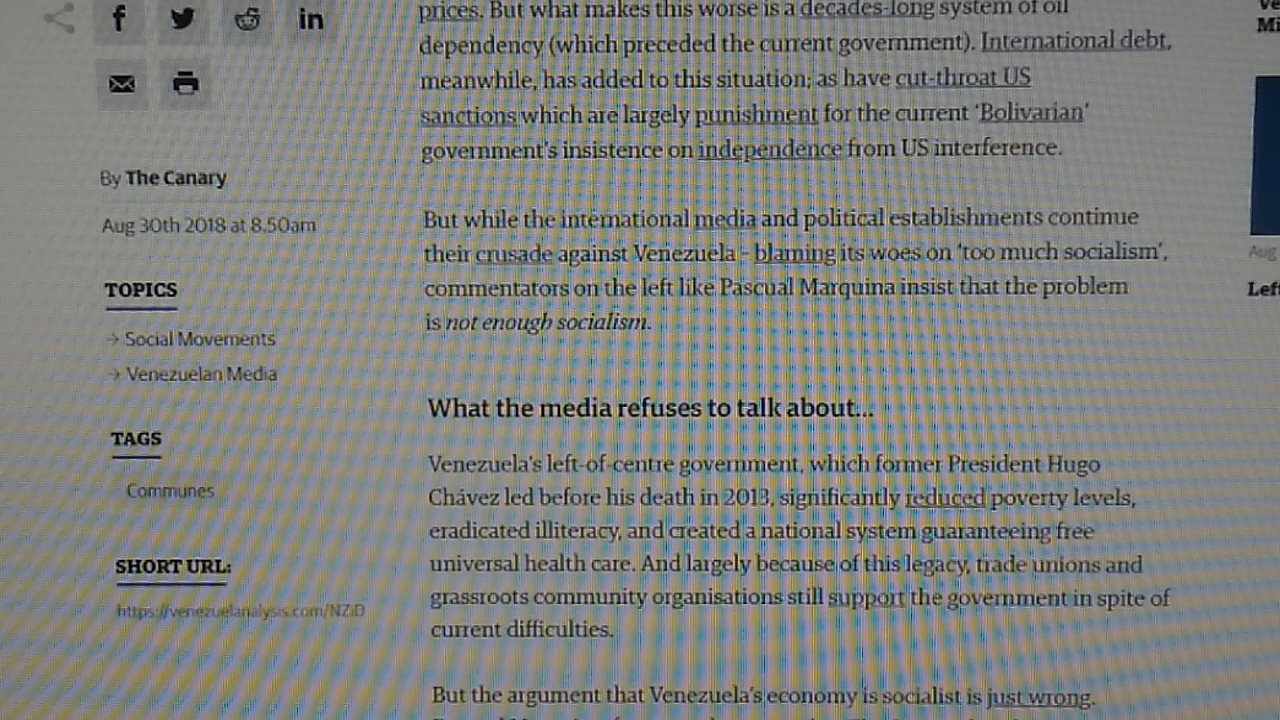 prices. But what makes this worse is a decades-long system of oil
dependency (which preceded the current government). International debt,
meanwhile, has added to this situation; as have cut-throat US
sanctions which are largely punishment for the current ‘Bolivarian’
government's insistence on independence from US interference.
By The Canary
Aug 30th 2018 at 8.50am
TOPICS
→ Social Movements
→ Venezuelan Media
TAGS
Communes
SHORT URL:
https://venezuelanalysis.com/NZiD
But while the international media and political establishments continue
their crusade against Venezuela - blaming its woes on ‘too much socialism’,
commentators on the left like Pascual Marquina insist that the problem
is not enough socialism.
What the media refuses to talk about...
Venezuela's left-of-centre government, which former President Hugo
Chávez led before his death in 2013, significantly reduced poverty levels,
eradicated illiteracy, and created a national system guaranteeing free
universal health care. And largely because of this legacy, trade unions and
grassroots community organisations still support the government in spite of
current difficulties.
But the argument that Venezuela's economy is socialist is just wrong.
Aug